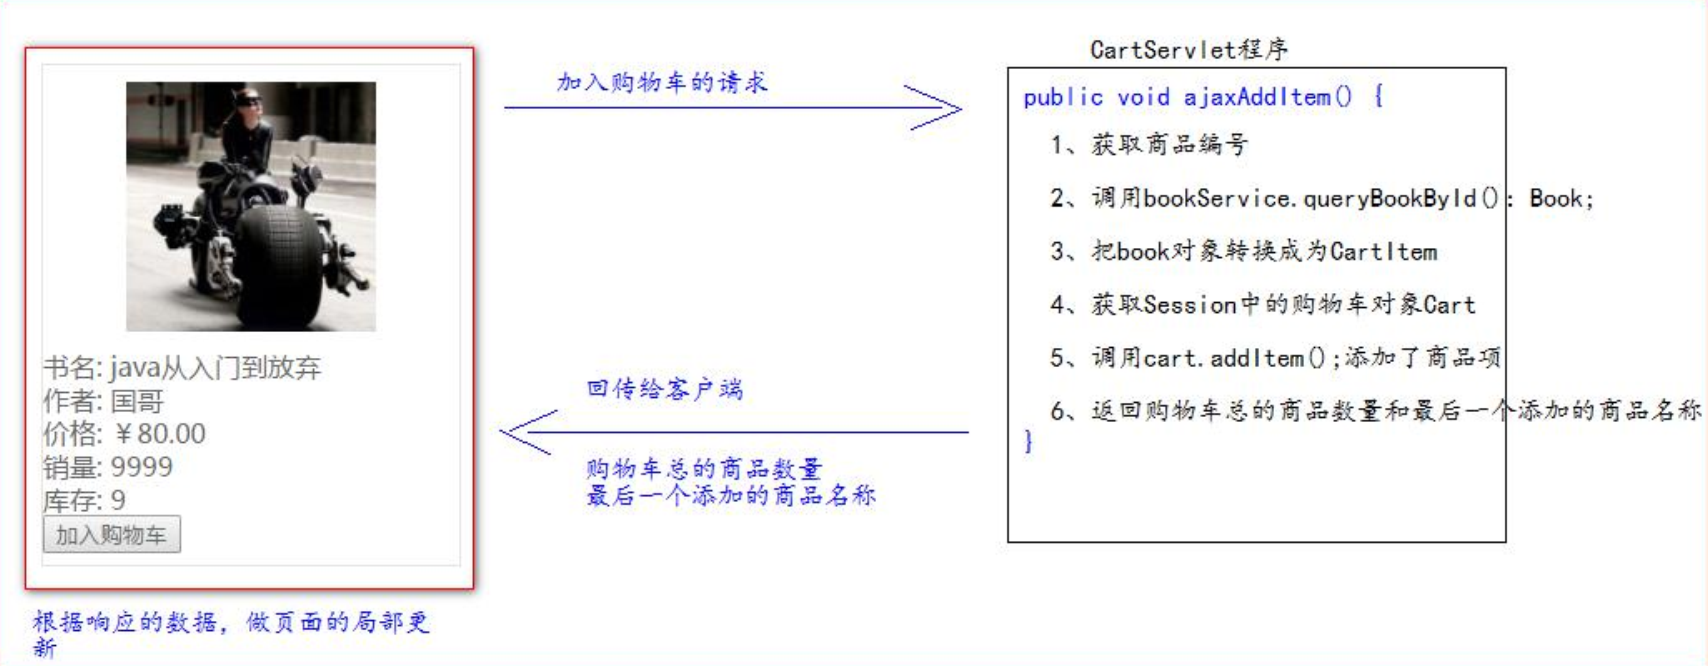 书名: java从入门到放弃
作者: 国哥
价格: ￥80.00
销量: 9999
库存: 9
加入购物车
根据响应的数据，做页面的局部更
新
加入购物车的请求
回传给客户端
购物车总的商品数量
最后一个添加的商品名称
CartServlet程序
public void ajaxAddItem() {
1、获取商品编号
2、调用bookService.queryBookById()：Book;
3、把book对象转换成为CartItem
4、获取Session中的购物车对象Cart
5、调用cart.addItem();添加了商品项
6、返回购物车总的商品数量和最后一个添加的商品名称
}